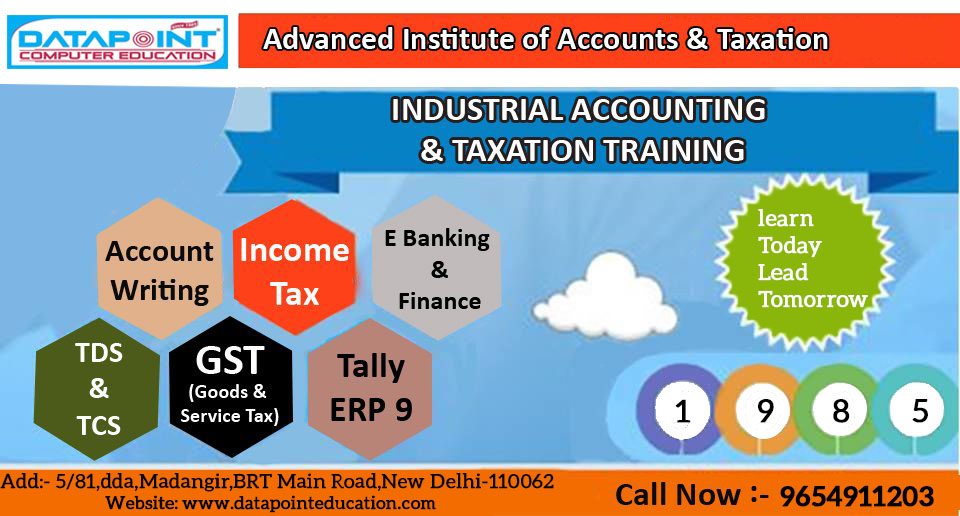 DATAPOINT
COMPUTER EDUCATION
Advanced Institute of Accounts & Taxation
INDUSTRIAL ACCOUNTING
& TAXATION TRAINING
Account
Writing
Income
Tax
E Banking
&
Finance
TDS
&
TCS
GST
(Goods &
Service Tax)
Tally
ERP 9
learn
Today
Lead
Tomorrow
1 9 8 5
Add:- 5/81,dda,Madangir,BRT Main Road,New Delhi-110062
Website: www.datapointeducation.com
Call Now :- 9654911203